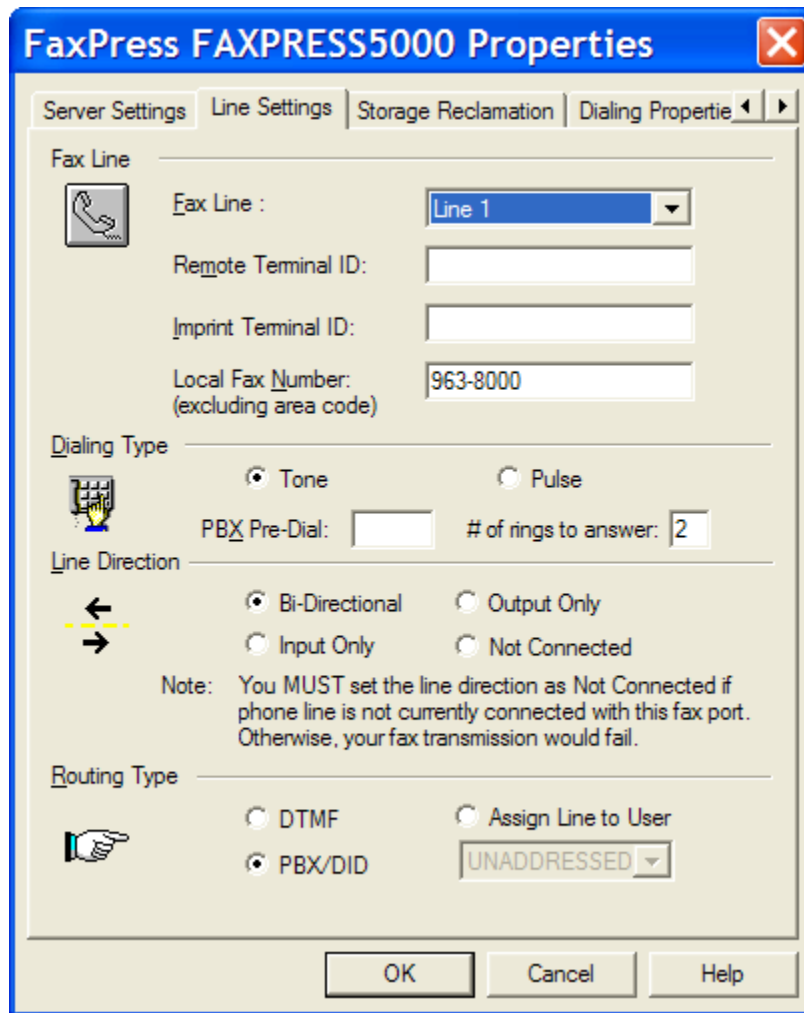 FaxPress FAXPRESS5000 Properties
Server Settings Line Settings Storage Reclamation Dialing Propertie
Fax Line
Fax Line : Line 1
Remote Terminal ID:
Imprint Terminal ID:
Local Fax Number: 963-8000
(excluding area code)
Dialing Type
Tone Pulse
PBX Pre-Dial: # of rings to answer: 2
Line Direction
Bi-Directional Output Only
Input Only Not Connected
Note: You MUST set the line direction as Not Connected if
phone line is not currently connected with this fax port.
Otherwise, your fax transmission would fail.
Routing Type
DTMF Assign Line to User
PBX/DID UNADDRESSED
OK Cancel Help